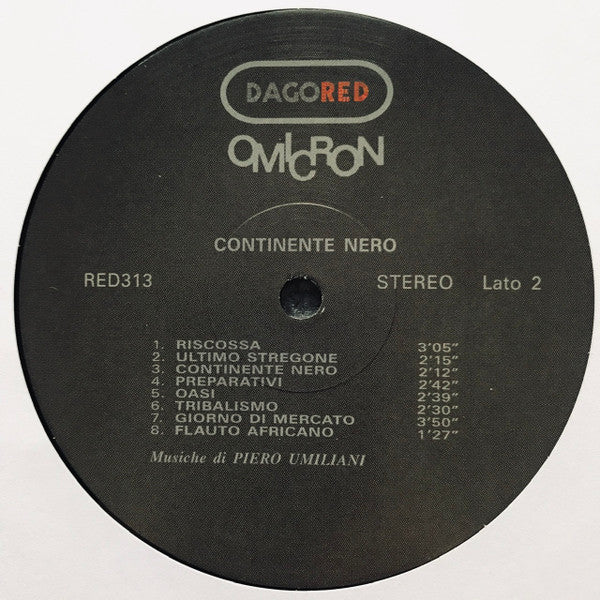 DAGORED
OMICRON
CONTINENTE NERO
RED313 STEREO Lato 2
1. RISCOSSA 3'05"
2. ULTIMO STREGONE 2'15"
3. CONTINENTE NERO 2'12"
4. PREPARATIVI 2'42"
5. OASI 2'39"
6. TRIBALISMO 2'30"
7. GIORNO DI MERCATO 3'50"
8. FLAUTO AFRICANO 1'27"
Musiche di PIERO UMILIANI